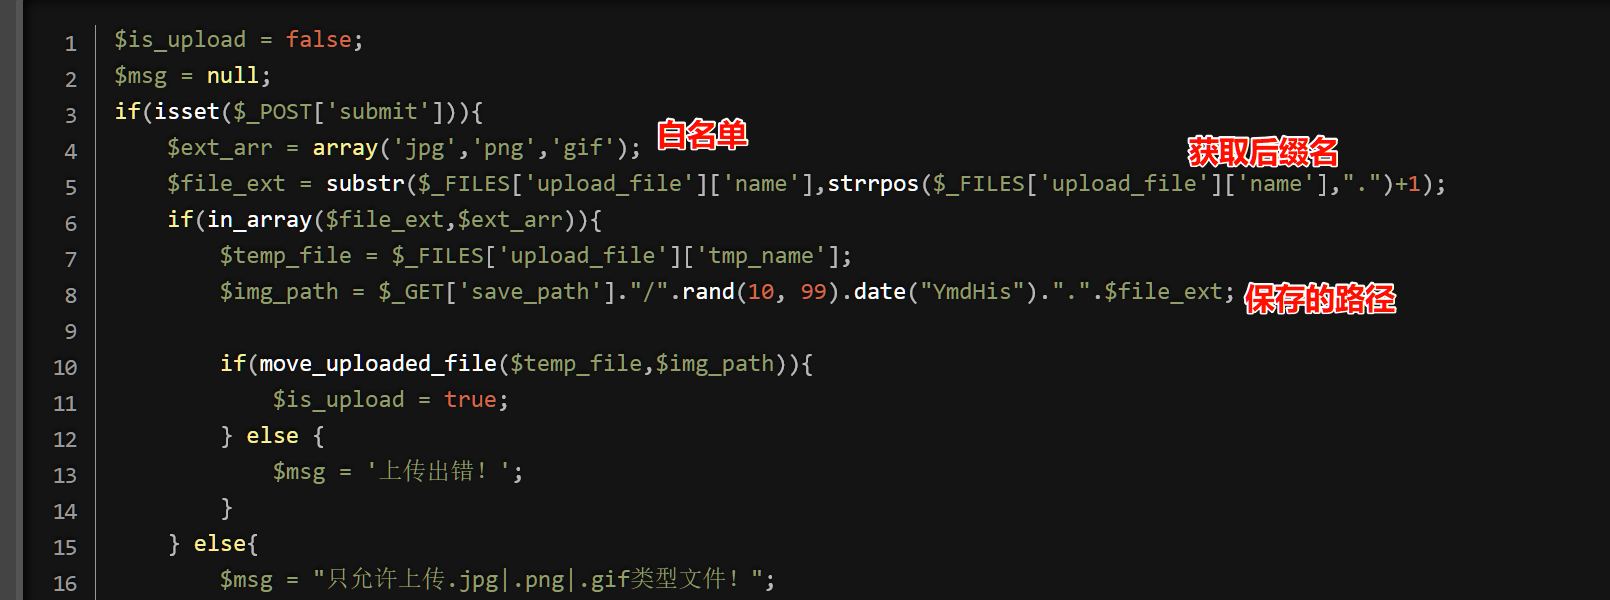 1 $is_upload = false;
2 $msg = null;
3 if(isset($_POST['submit'])){
4 $ext_arr = array('jpg','png','gif'); 白名单
获取后缀名
5 $file_ext = substr($_FILES['upload_file']['name'],strrpos($_FILES['upload_file']['name'],".")+1);
6 if(in_array($file_ext,$ext_arr)){
7 $temp_file = $_FILES['upload_file']['tmp_name'];
8 $img_path = $_GET['save_path']."/".rand(10, 99).date("YmdHis").".".$file_ext; 保存的路径
9
10 if(move_uploaded_file($temp_file,$img_path)){
11 $is_upload = true;
12 } else {
13 $msg = '上传出错！';
14 }
15 } else{
16 $msg = "只允许上传.jpg|.png|.gif类型文件！";